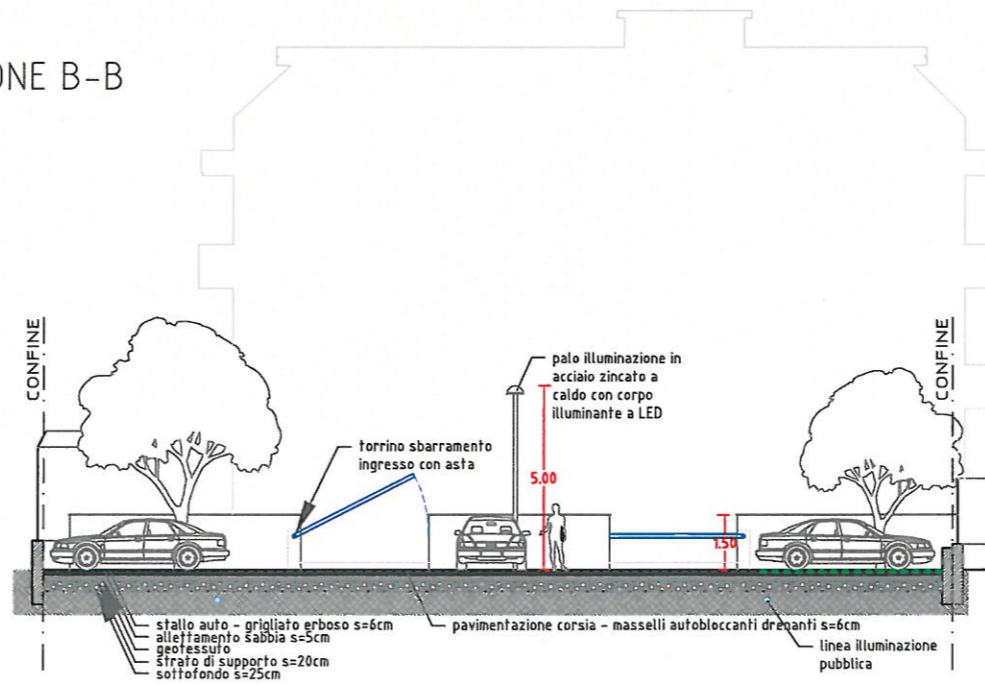 ONE B-B
CONFINE
CONFINE
palo illuminazione in
acciaio zincato a
caldo con corpo
illuminante a LED
torrino sbarramento
ingresso con asta
5.00
1.50
stallo auto - grigliato erboso s=6cm
allettamento sabbia s=5cm
geotessuto
strato di supporto s=20cm
sottofondo s=25cm
pavimentazione corsia - masselli autobloccanti drenanti s=6cm
linea illuminazione
pubblica